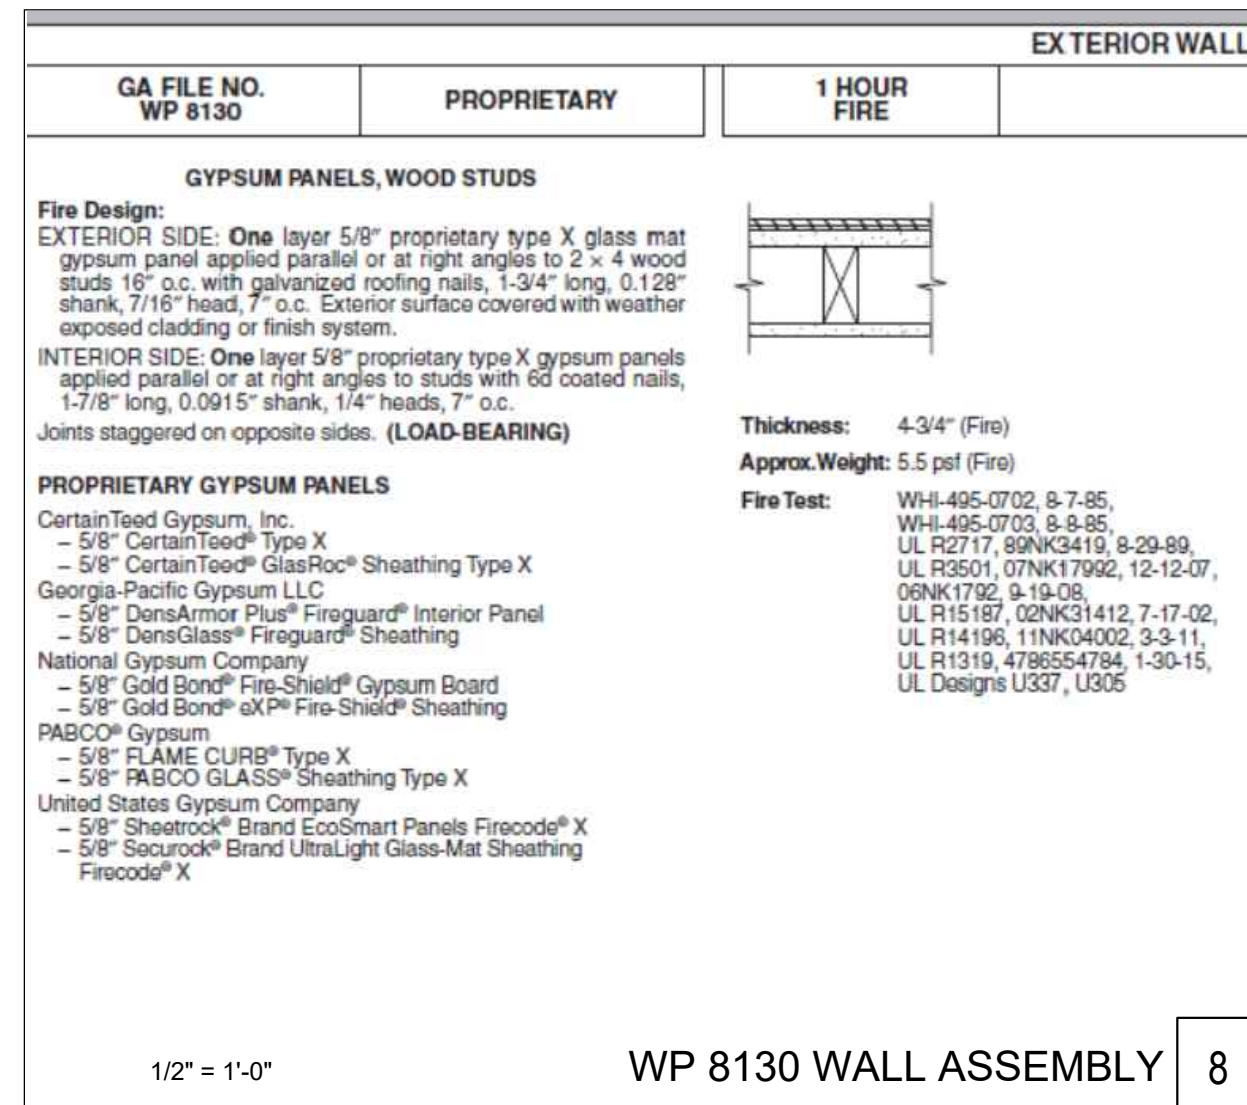 EXTERIOR WALL
GA FILE NO.
WP 8130
PROPRIETARY
1 HOUR
FIRE
GYPSUM PANELS, WOOD STUDS
Fire Design:
EXTERIOR SIDE: One layer 5/8″ proprietary type X glass mat
gypsum panel applied parallel or at right angles to 2 × 4 wood
studs 16″ o.c. with galvanized roofing nails, 1-3/4″ long, 0.128″
shank, 7/16″ head, 7″ o.c. Exterior surface covered with weather
exposed cladding or finish system.
INTERIOR SIDE: One layer 5/8″ proprietary type X gypsum panels
applied parallel or at right angles to studs with 6d coated nails,
1-7/8″ long, 0.0915″ shank, 1/4″ heads, 7″ o.c.
Joints staggered on opposite sides. (LOAD-BEARING)
PROPRIETARY GYPSUM PANELS
CertainTeed Gypsum, Inc.
– 5/8″ CertainTeed® Type X
– 5/8″ CertainTeed® GlasRoc® Sheathing Type X
Georgia-Pacific Gypsum LLC
– 5/8″ DensArmor Plus® Fireguard® Interior Panel
– 5/8″ DensGlass® Fireguard® Sheathing
National Gypsum Company
– 5/8″ Gold Bond® Fire-Shield® Gypsum Board
– 5/8″ Gold Bond® eXP® Fire-Shield® Sheathing
PABCO® Gypsum
– 5/8″ FLAME CURB® Type X
– 5/8″ PABCO GLASS® Sheathing Type X
United States Gypsum Company
– 5/8″ Sheetrock® Brand EcoSmart Panels Firecode® X
– 5/8″ Securock® Brand UltraLight Glass-Mat Sheathing
Firecode® X
Thickness: 4-3/4″ (Fire)
Approx. Weight: 5.5 psf (Fire)
Fire Test: WHI-495-0702, 8-7-85,
WHI-495-0703, 8-8-85,
UL R2717, 89NK3419, 8-29-89,
UL R3501, 07NK17992, 12-12-07,
06NK1792, 9-19-08,
UL R15187, 02NK31412, 7-17-02,
UL R14196, 11NK04002, 3-3-11,
UL R1319, 4786554784, 1-30-15,
UL Designs U337, U305
1/2" = 1'-0"
WP 8130 WALL ASSEMBLY
8